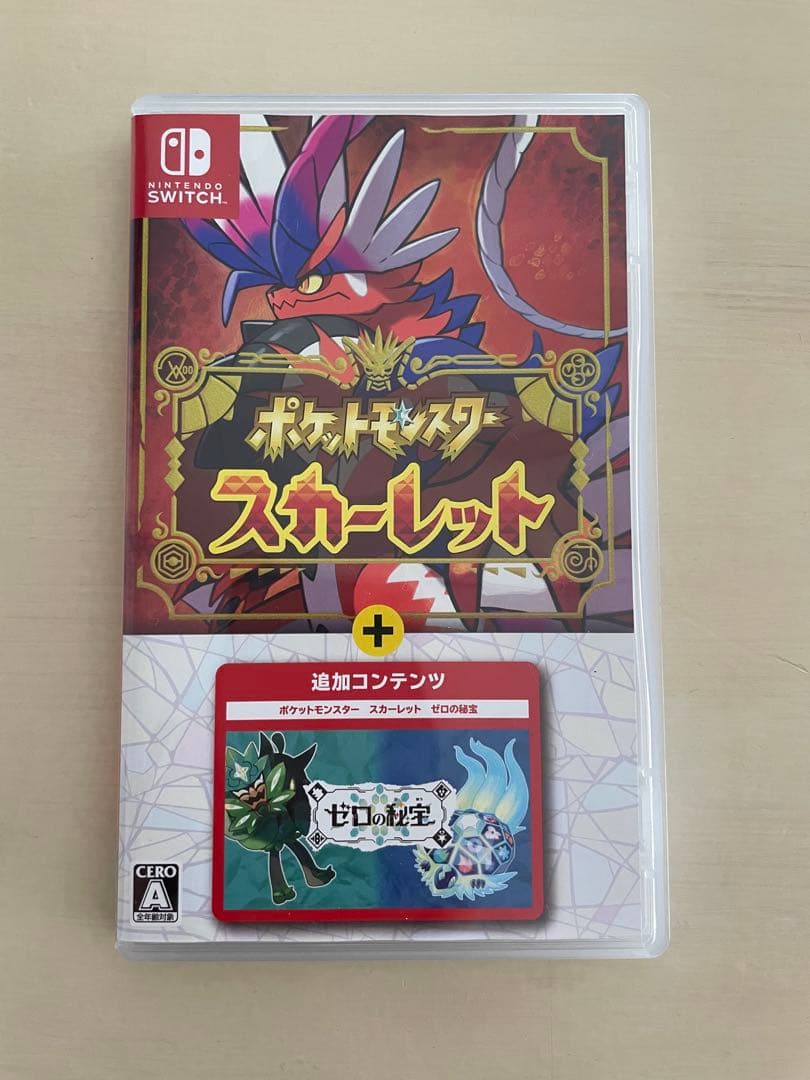 NINTENDO
SWITCH
ポケットモンスター
スカーレット
+
追加コンテンツ
ポケットモンスター スカーレット ゼロの秘宝
ゼロの秘宝
CERO
A
全年齢対象